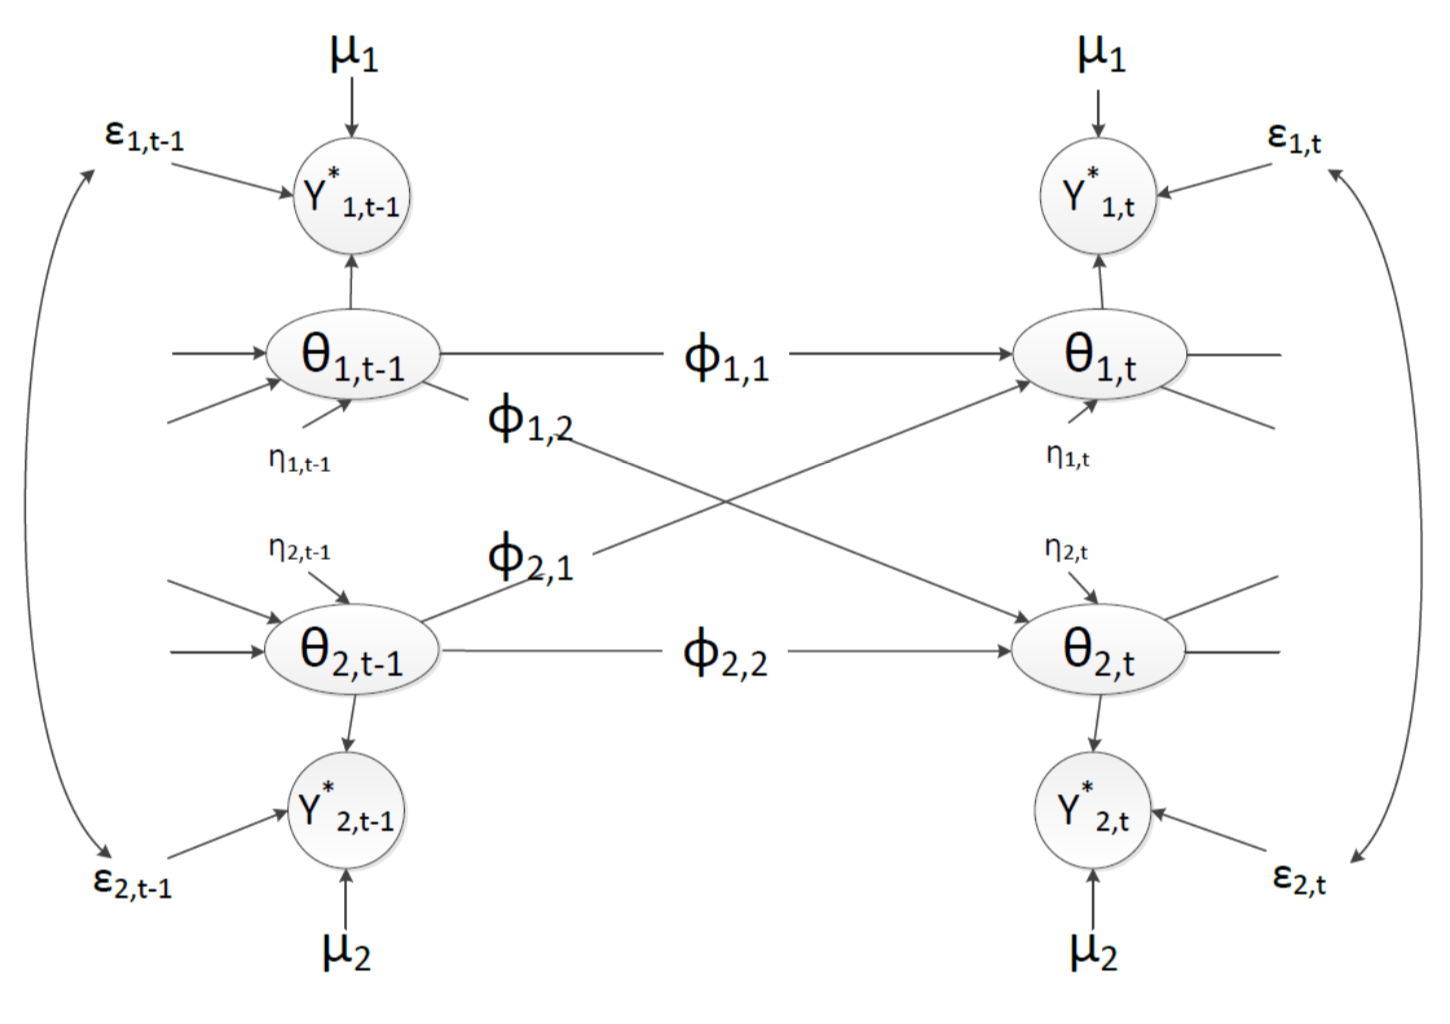 μ1 μ1
ε1,t-1 ε1,t
Y*1,t-1 Y*1,t
θ1,t-1 ϕ1,1 θ1,t
ϕ1,2
η1,t-1 η1,t
η2,t-1 ϕ2,1 η2,t
θ2,t-1 ϕ2,2 θ2,t
Y*2,t-1 Y*2,t
ε2,t-1 ε2,t
μ2 μ2